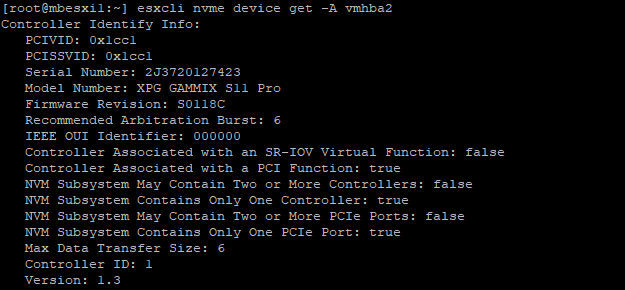 [root@mbesxi1:~] esxcli nvme device get -A vmhba2
Controller Identify Info:
PCIVID: 0x1cc1
PCISSVID: 0x1cc1
Serial Number: 2J3720127423
Model Number: XPG GAMMIX S11 Pro
Firmware Revision: S0118C
Recommended Arbitration Burst: 6
IEEE OUI Identifier: 000000
Controller Associated with an SR-IOV Virtual Function: false
Controller Associated with a PCI Function: true
NVM Subsystem May Contain Two or More Controllers: false
NVM Subsystem Contains Only One Controller: true
NVM Subsystem May Contain Two or More PCIe Ports: false
NVM Subsystem Contains Only One PCIe Port: true
Max Data Transfer Size: 6
Controller ID: 1
Version: 1.3